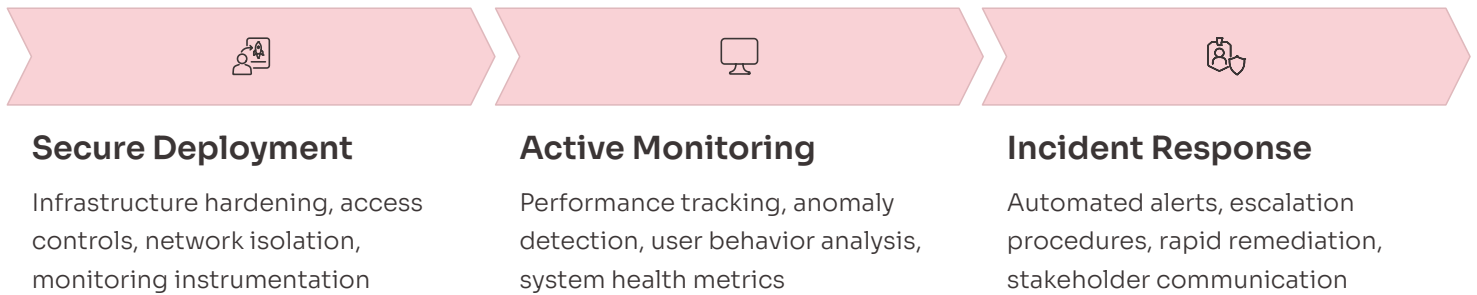 Secure Deployment
Infrastructure hardening, access
controls, network isolation,
monitoring instrumentation
Active Monitoring
Performance tracking, anomaly
detection, user behavior analysis,
system health metrics
Incident Response
Automated alerts, escalation
procedures, rapid remediation,
stakeholder communication